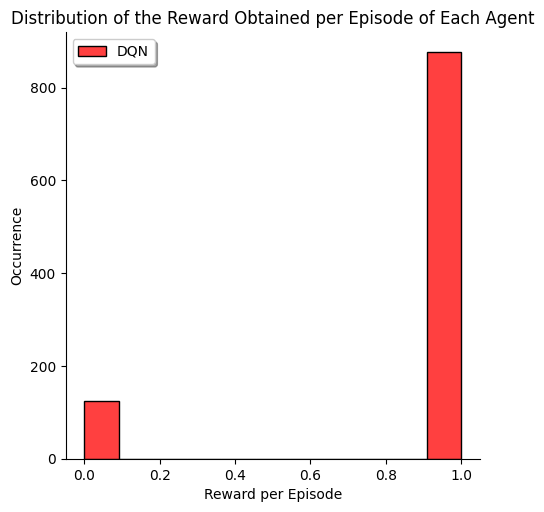 Distribution of the Reward Obtained per Episode of Each Agent
DQN
800
600
400
200
0
Occurrence
0.0 0.2 0.4 0.6 0.8 1.0
Reward per Episode